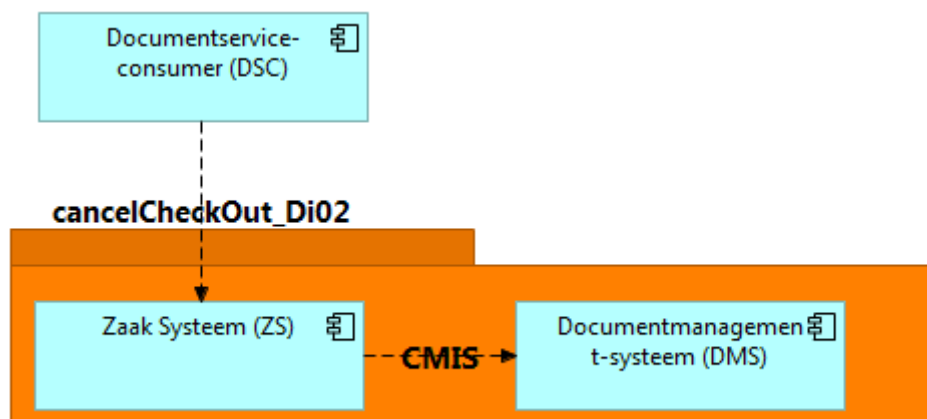 Documentservice-
consumer (DSC)
cancelCheckOut_Di02
Zaak Systeem (ZS)
CMIS
Documentmanagemen
t-systeem (DMS)